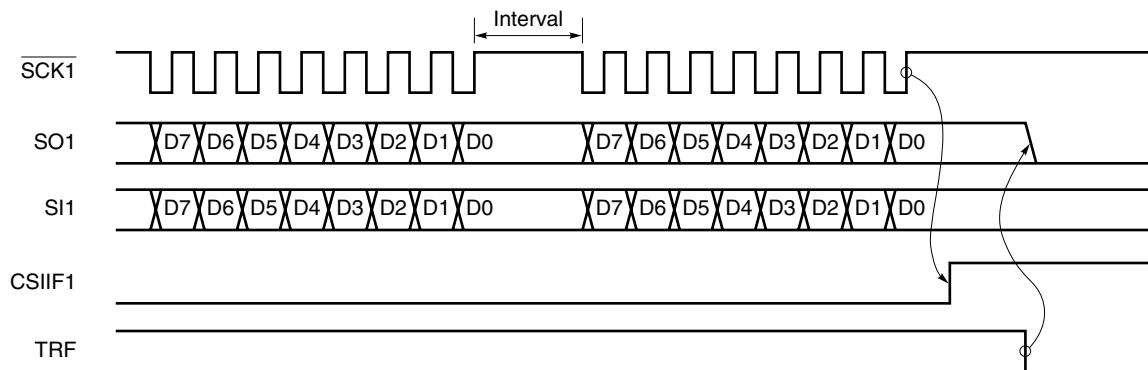 Interval
SCK1
SO1 D7 D6 D5 D4 D3 D2 D1 D0 D7 D6 D5 D4 D3 D2 D1 D0
SI1 D7 D6 D5 D4 D3 D2 D1 D0 D7 D6 D5 D4 D3 D2 D1 D0
CSIIF1
TRF